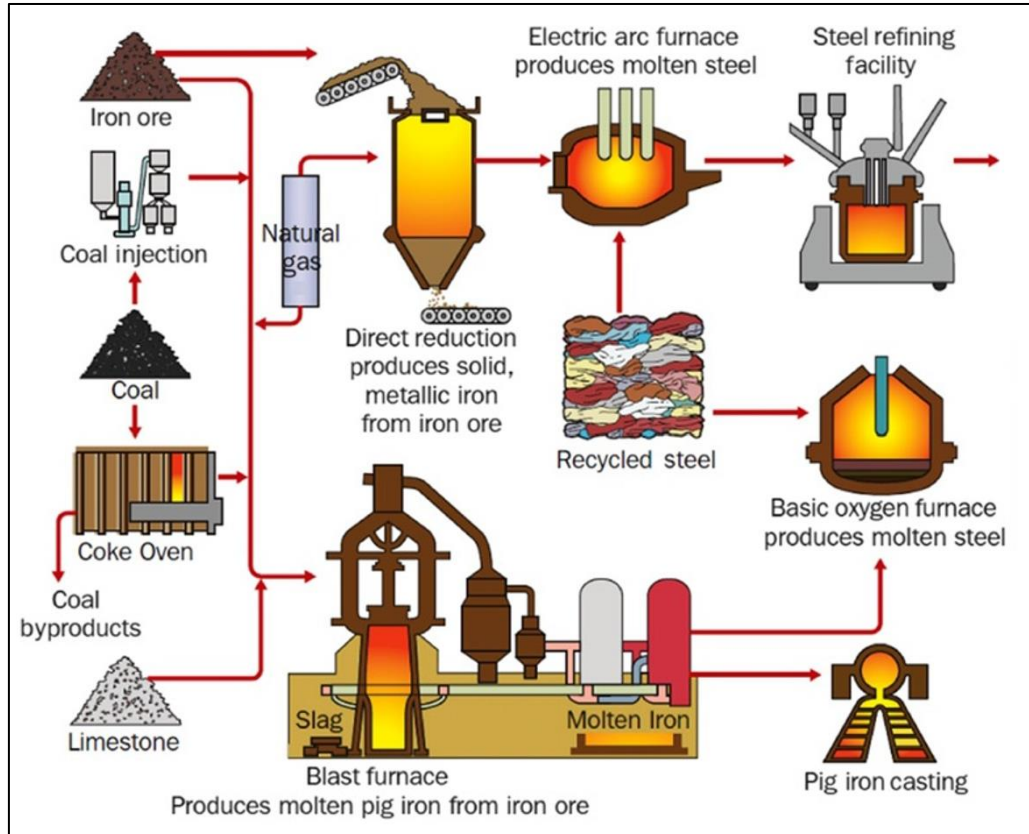 Iron ore
Coal injection
Coal
Coke Oven
Coal
byproducts
Limestone
Natural
gas
Direct reduction
produces solid,
metallic iron
from iron ore
Electric arc furnace
produces molten steel
Steel refining
facility
Recycled steel
Basic oxygen furnace
produces molten steel
Slag
Molten Iron
Blast furnace
Produces molten pig iron from iron ore
Pig iron casting